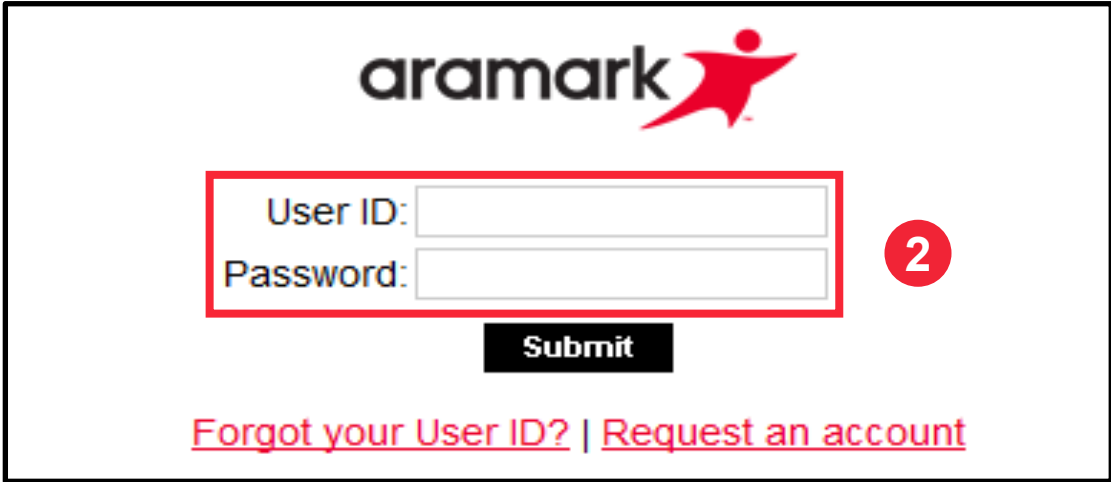 aramark
User ID:
Password:
2
Submit
Forgot your User ID? | Request an account